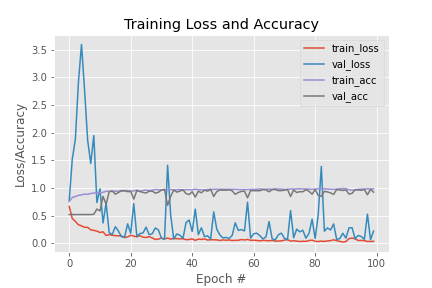 Training Loss and Accuracy
train_loss
val_loss
train_acc
val_acc
Loss/Accuracy
3.5
3.0
2.5
2.0
1.5
1.0
0.5
0.0
0 20 40 60 80 100
Epoch #